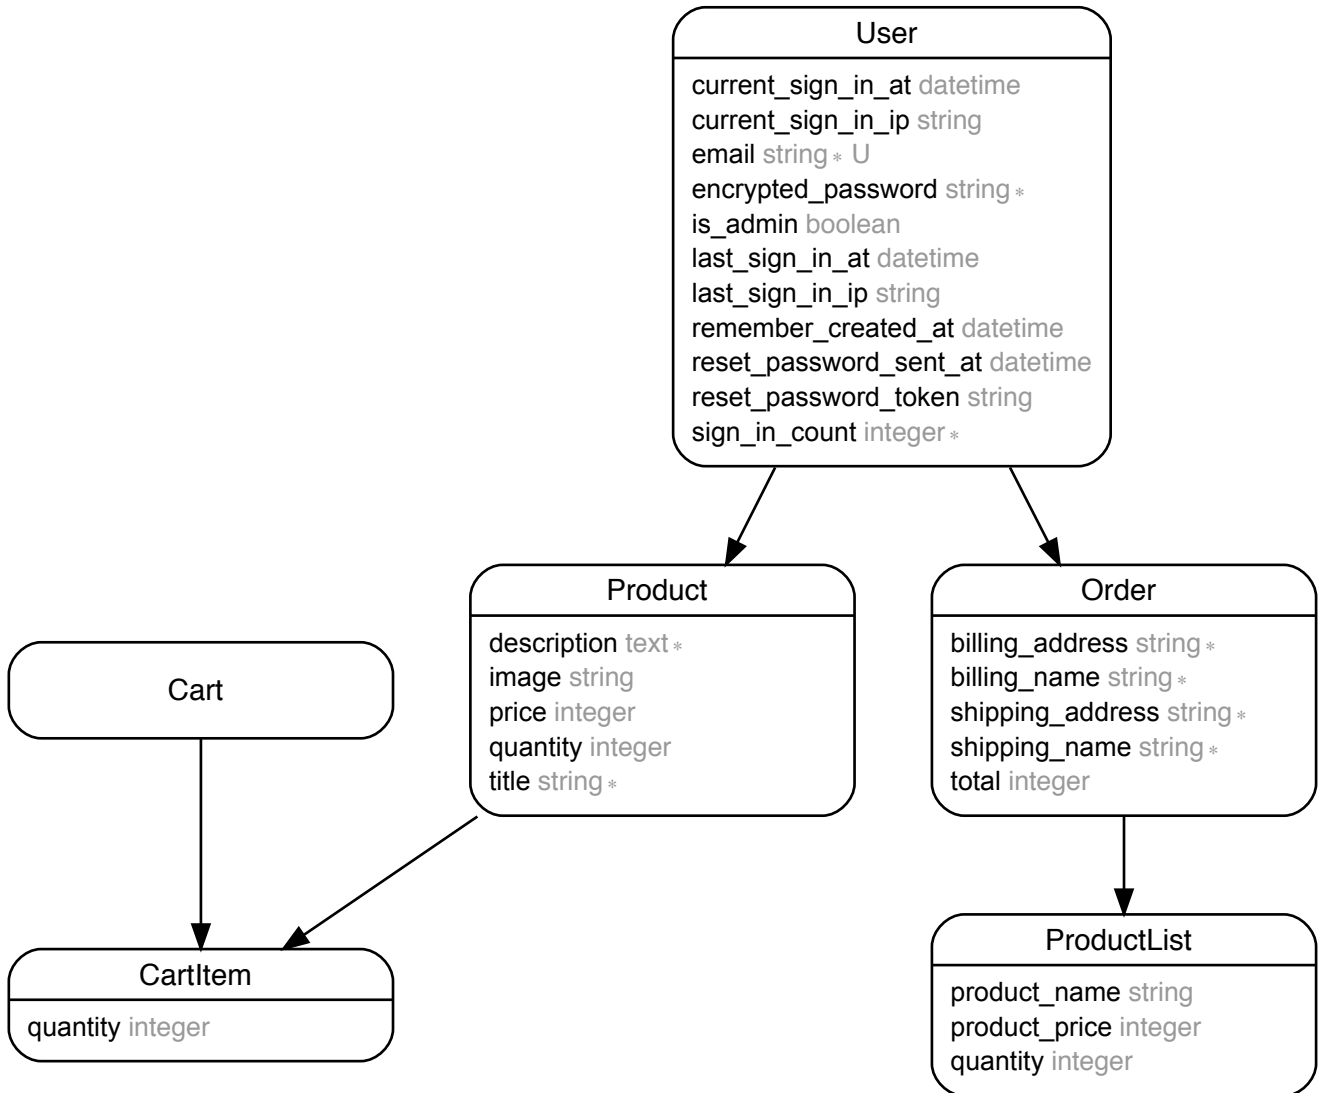 User
current_sign_in_at datetime
current_sign_in_ip string
email string * U
encrypted_password string *
is_admin boolean
last_sign_in_at datetime
last_sign_in_ip string
remember_created_at datetime
reset_password_sent_at datetime
reset_password_token string
sign_in_count integer *
Product
description text *
image string
price integer
quantity integer
title string *
Order
billing_address string *
billing_name string *
shipping_address string *
shipping_name string *
total integer
Cart
CartItem
quantity integer
ProductList
product_name string
product_price integer
quantity integer